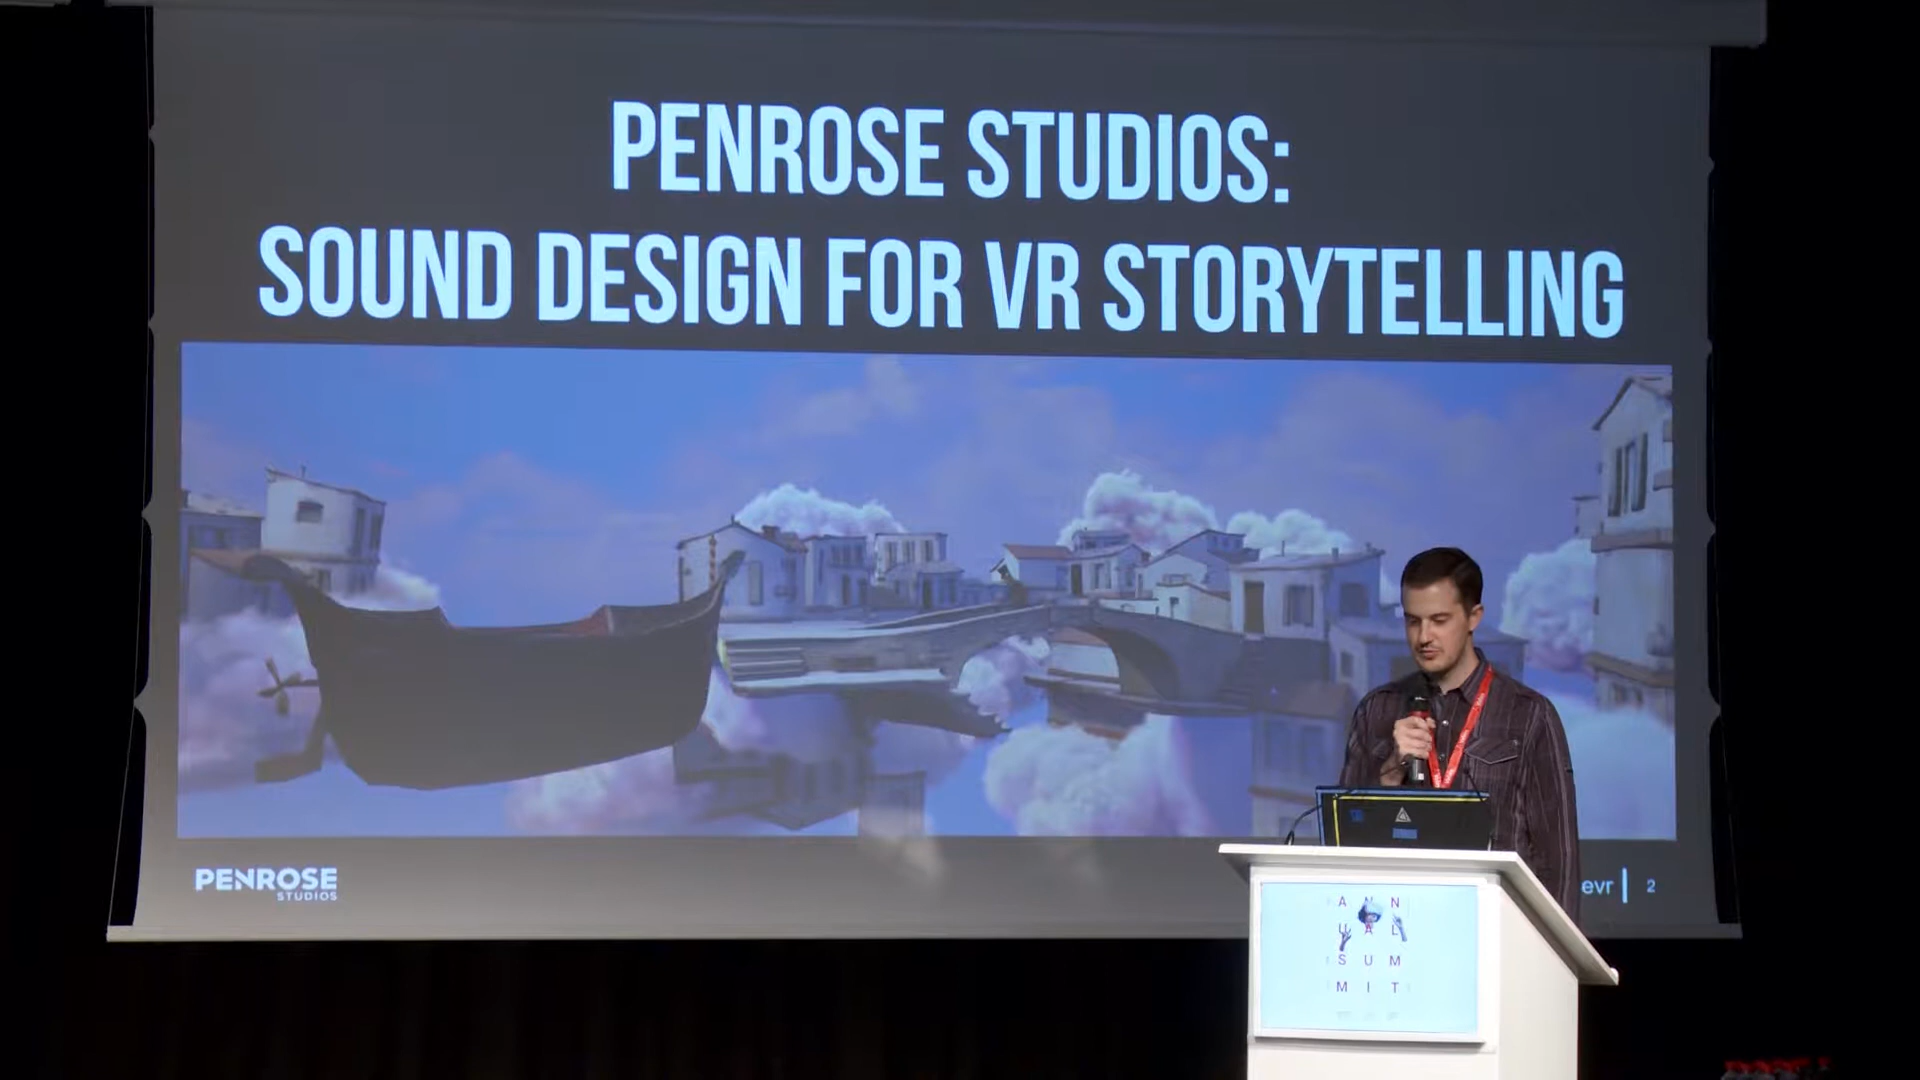 PENROSE STUDIOS:
SOUND DESIGN FOR VR STORYTELLING
PENROSE
STUDIOS
evr | 2
A N N
U A L
S U M
M I T